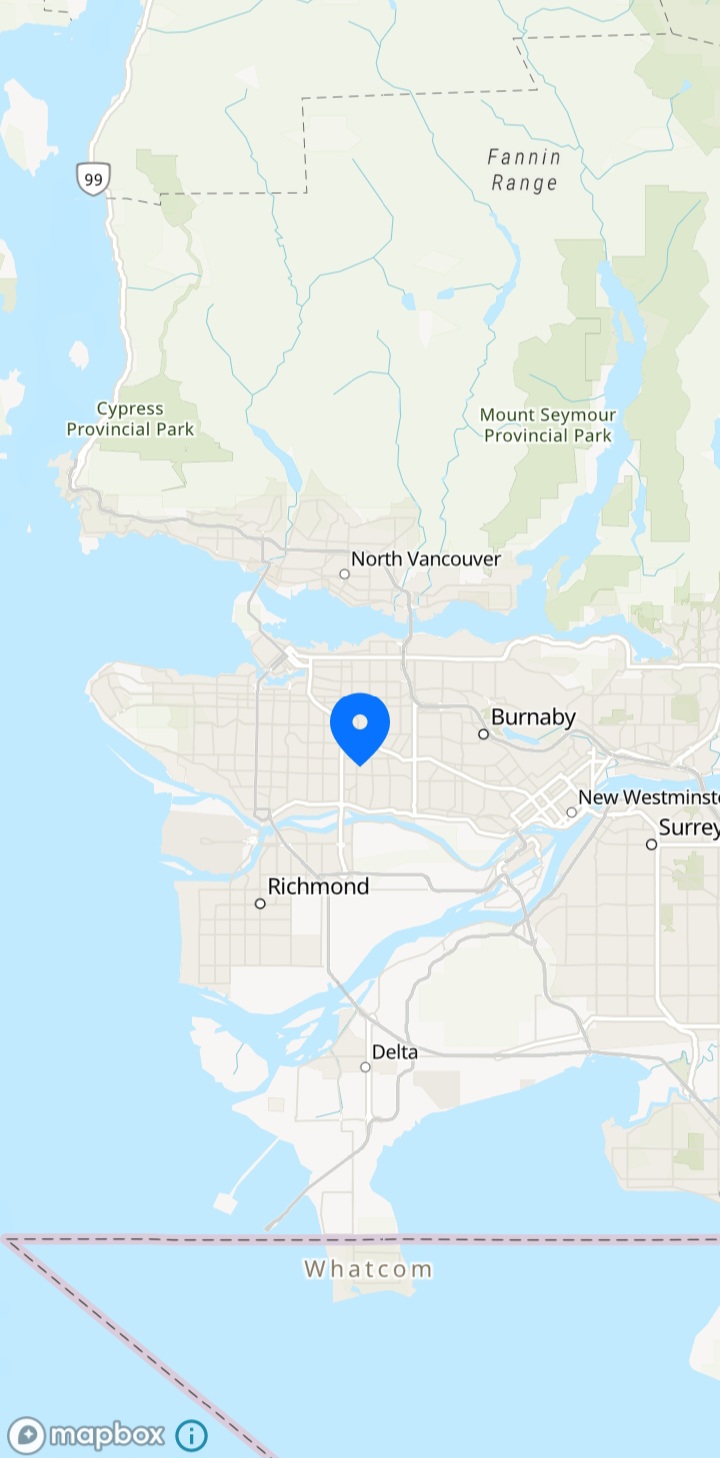 99
Fannin
Range
Cypress
Provincial Park
Mount Seymour
Provincial Park
North Vancouver
Burnaby
New Westminste
Surrey
Richmond
Delta
Whatcom
mapbox
i